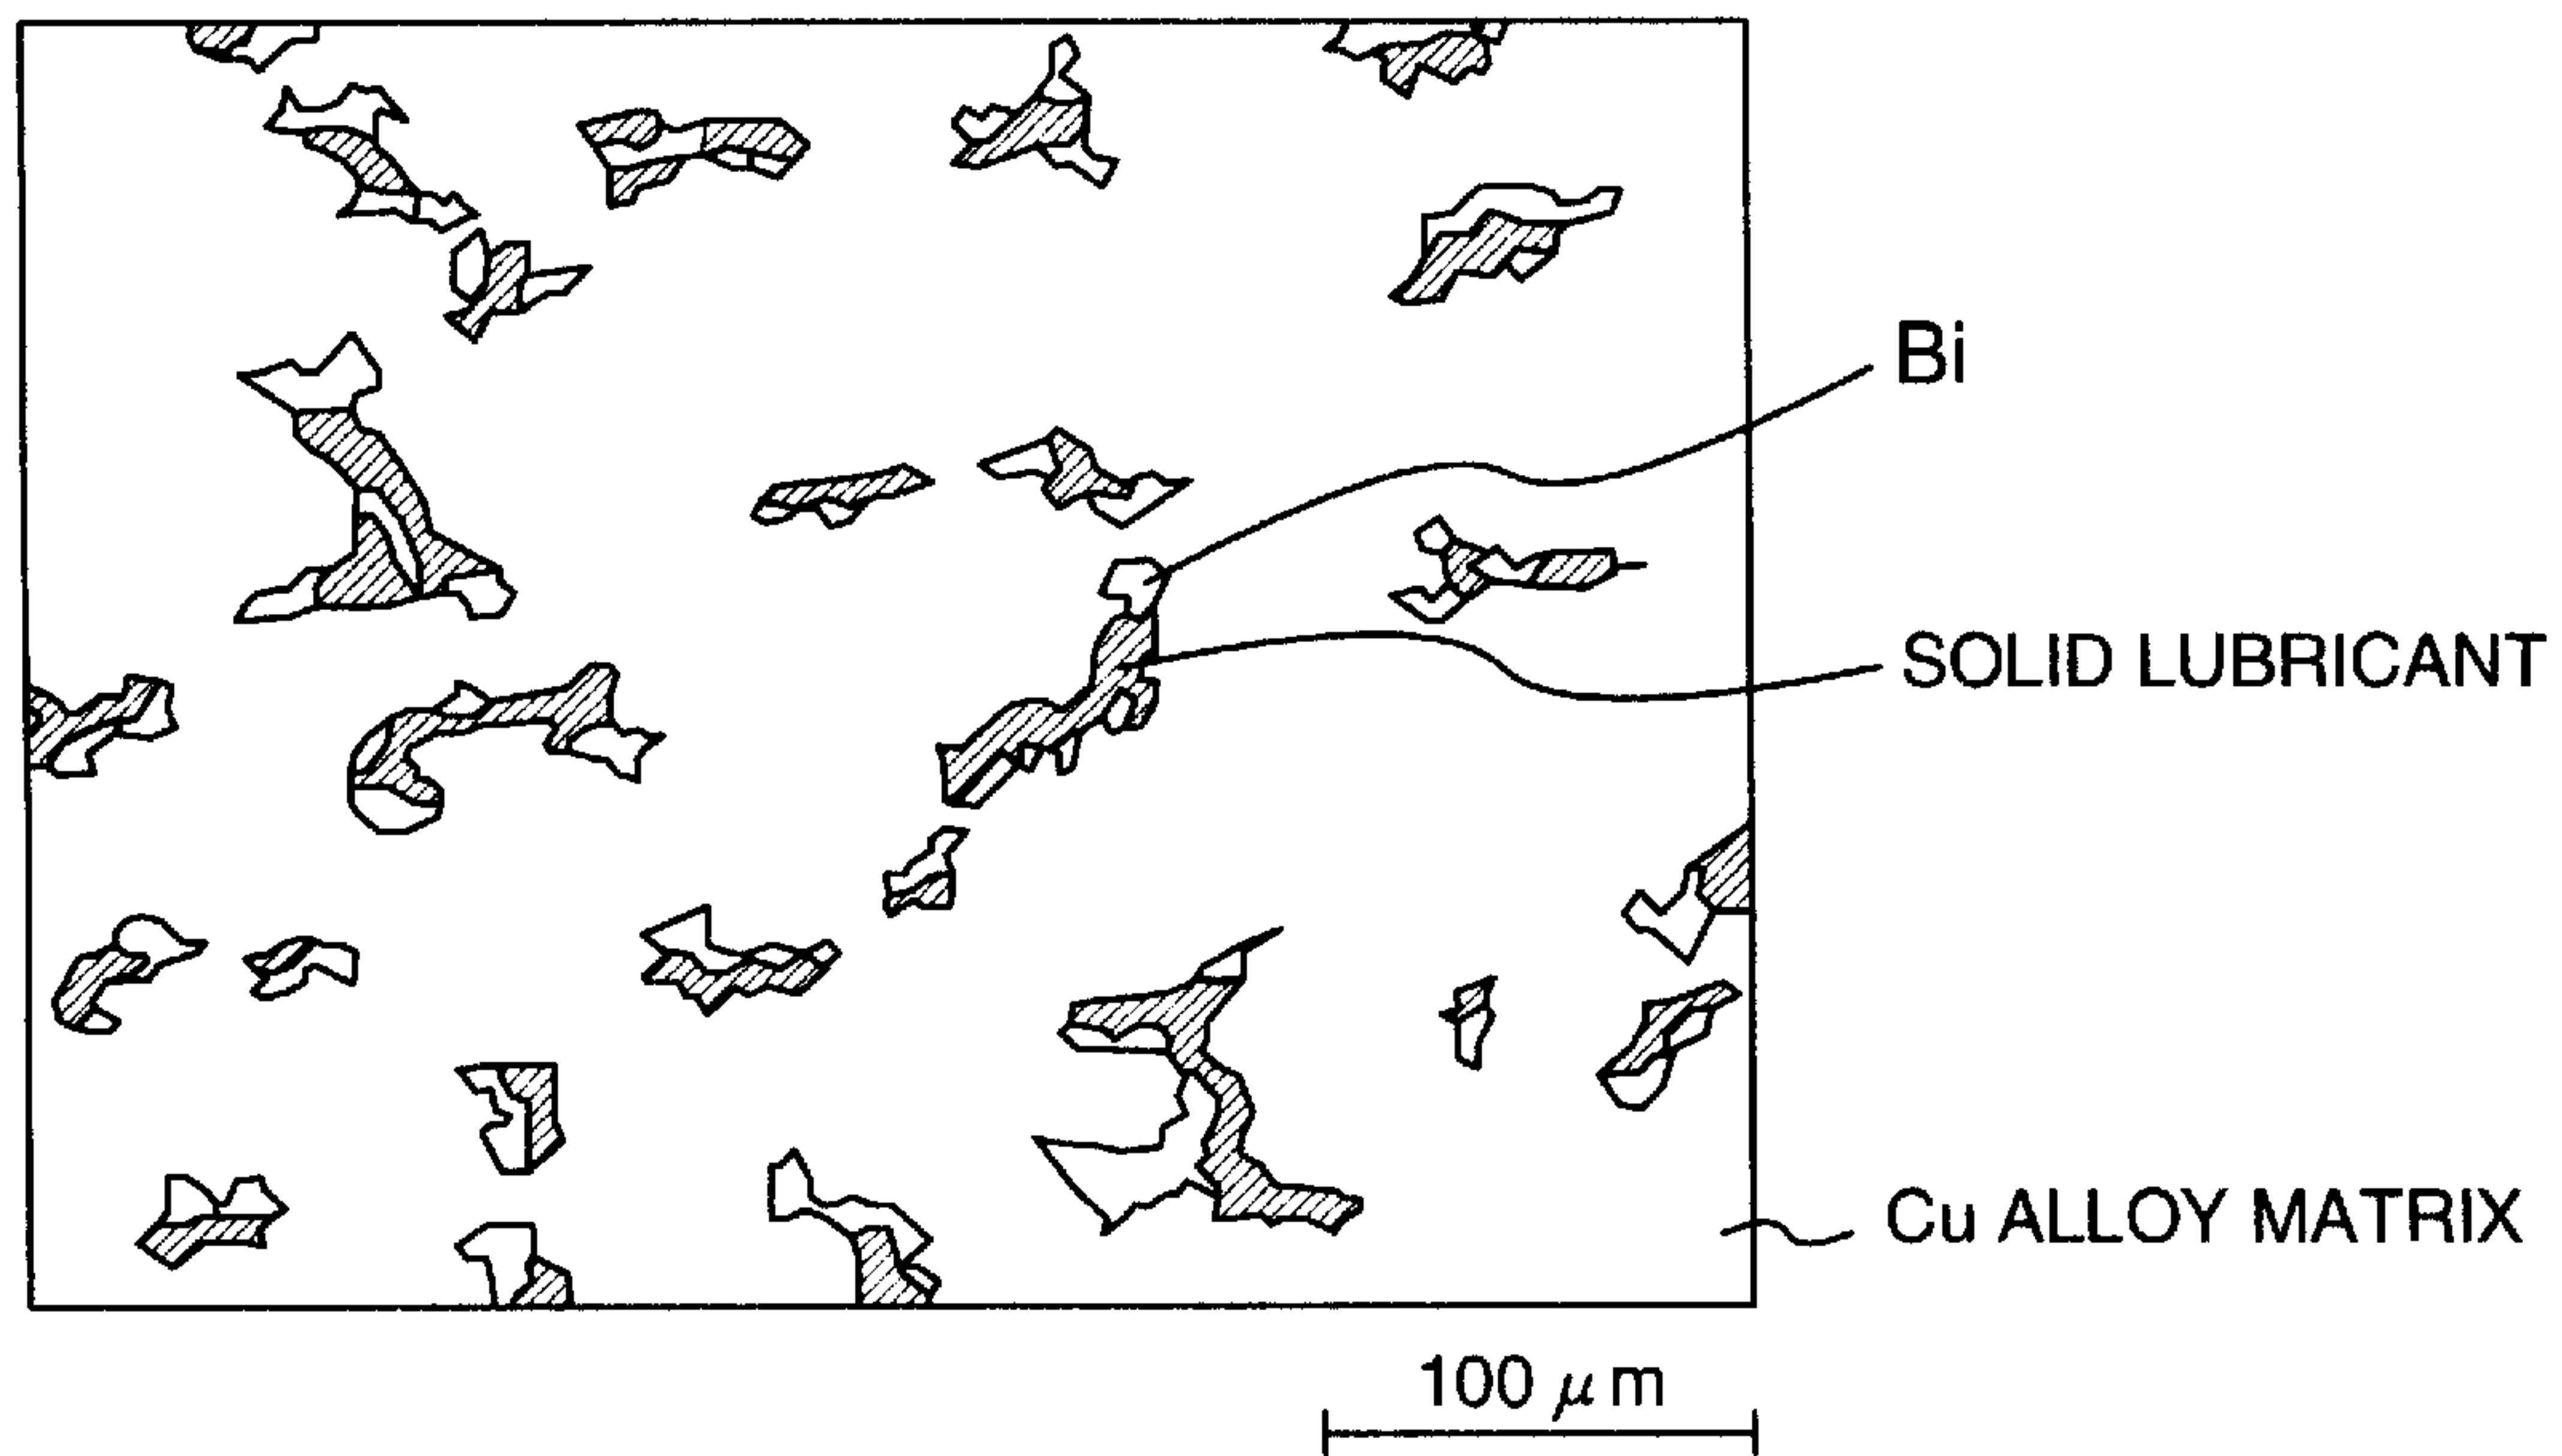 Bi
SOLID LUBRICANT
Cu ALLOY MATRIX
100 μm